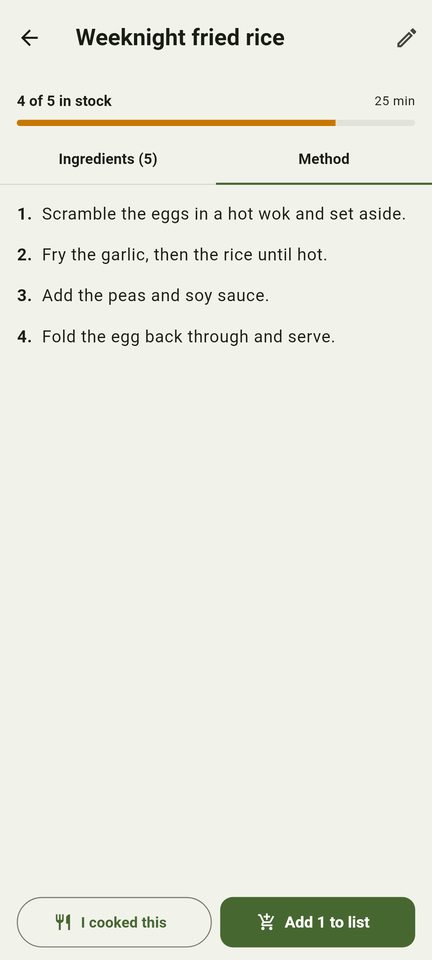 Weeknight fried rice
4 of 5 in stock
25 min
Ingredients (5)
Method
1. Scramble the eggs in a hot wok and set aside.
2. Fry the garlic, then the rice until hot.
3. Add the peas and soy sauce.
4. Fold the egg back through and serve.
I cooked this
Add 1 to list